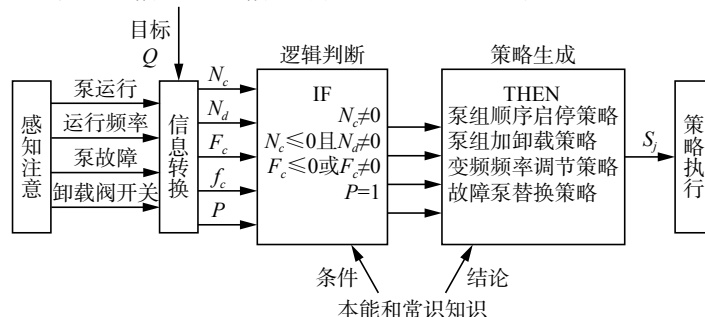 目标
Q
感知注意
泵运行
运行频率
泵故障
卸载阀开关
信息转换
N_c
N_d
F_c
f_c
P
逻辑判断
IF
N_c≠0
N_c≤0且N_d≠0
F_c≤0或F_c≠0
P=1
策略生成
THEN
泵组顺序启停策略
泵组加卸载策略
变频频率调节策略
故障泵替换策略
S_j
策略执行
条件
结论
本能和常识知识